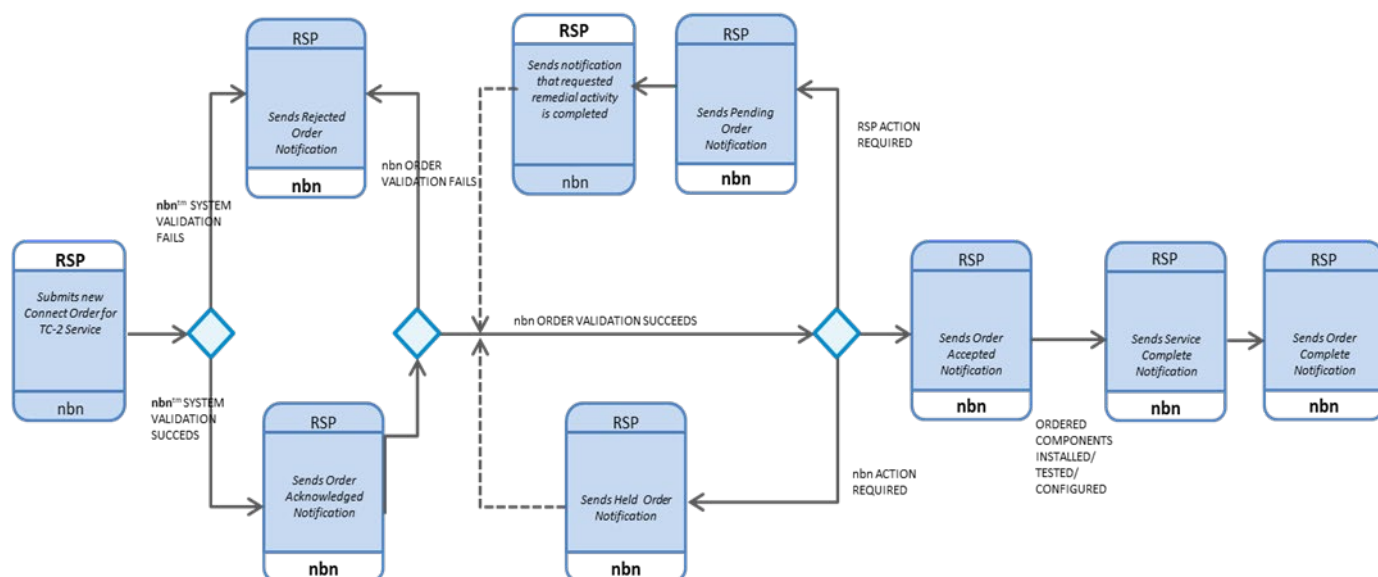 RSP
Sends Rejected
Order
Notification
nbn
RSP
Sends notification
that requested
remedial activity
is completed
nbn
RSP
Sends Pending
Order
Notification
nbn
RSP ACTION
REQUIRED
nbn ORDER
VALIDATION FAILS
nbn™ SYSTEM
VALIDATION
FAILS
RSP
Submits new
Connect Order for
TC-2 Service
nbn
nbn ORDER VALIDATION SUCCEEDS
RSP
Sends Order
Accepted
Notification
nbn
RSP
Sends Service
Complete
Notification
nbn
RSP
Sends Order
Complete
Notification
nbn
nbn™ SYSTEM
VALIDATION
SUCCEDS
RSP
Sends Order
Acknowledged
Notification
nbn
RSP
Sends Held Order
Notification
nbn
nbn ACTION
REQUIRED
ORDERED
COMPONENTS
INSTALLED/
TESTED/
CONFIGURED